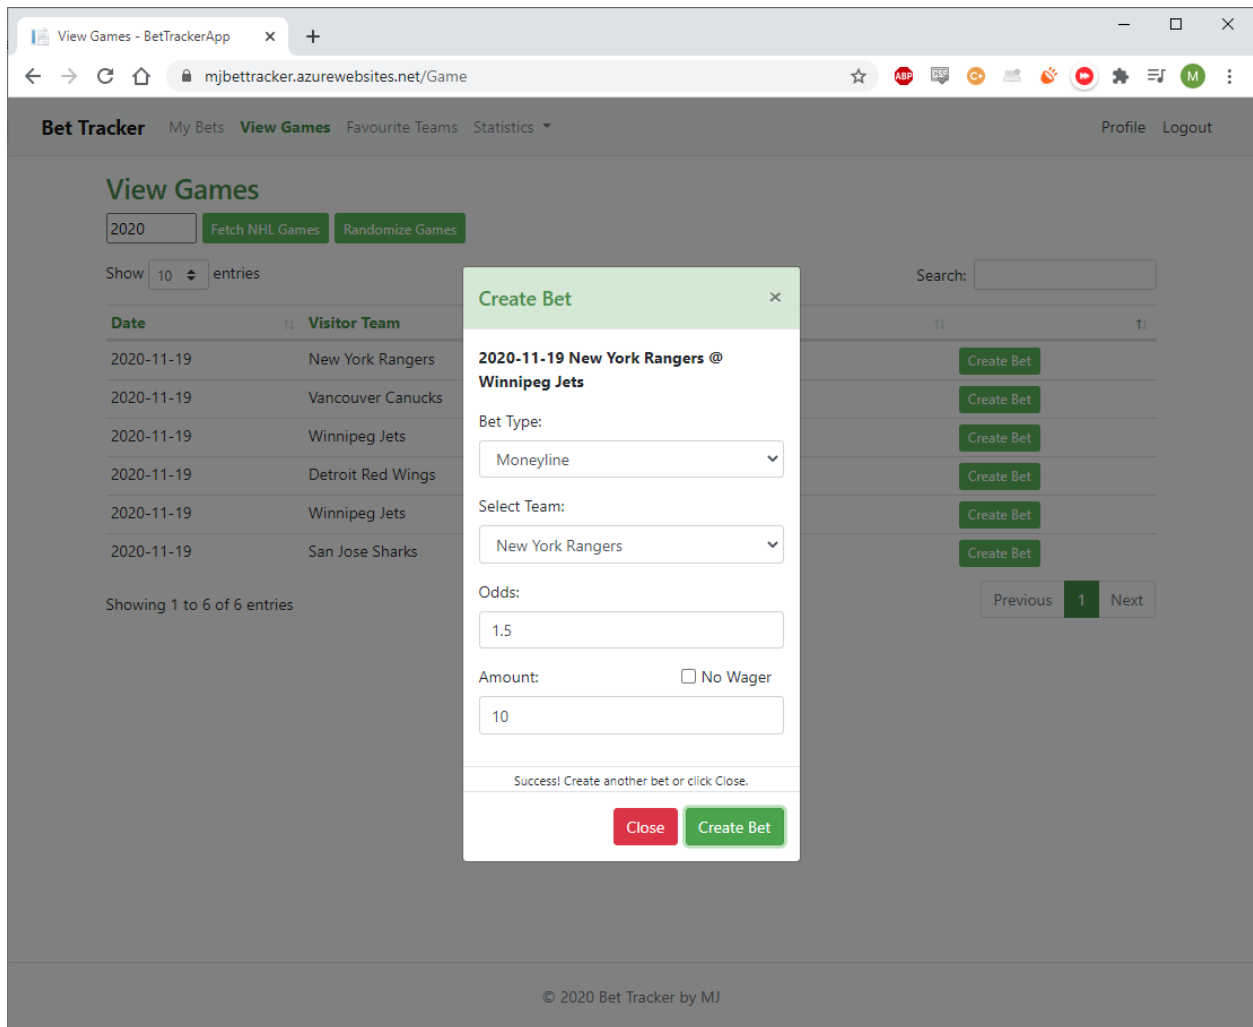 View Games - BetTrackerApp
mjbettracker.azurewebsites.net/Game
ABP
CSP
C+
M
Bet Tracker My Bets View Games Favourite Teams Statistics Profile Logout
View Games
2020 Fetch NHL Games Randomize Games
Show 10 entries Search:
Date Visitor Team
2020-11-19 New York Rangers Create Bet
2020-11-19 Vancouver Canucks Create Bet
2020-11-19 Winnipeg Jets Create Bet
2020-11-19 Detroit Red Wings Create Bet
2020-11-19 Winnipeg Jets Create Bet
2020-11-19 San Jose Sharks Create Bet
Showing 1 to 6 of 6 entries Previous 1 Next
Create Bet ×
2020-11-19 New York Rangers @
Winnipeg Jets
Bet Type:
Moneyline
Select Team:
New York Rangers
Odds:
1.5
Amount: No Wager
10
Success! Create another bet or click Close.
Close Create Bet
© 2020 Bet Tracker by MJ